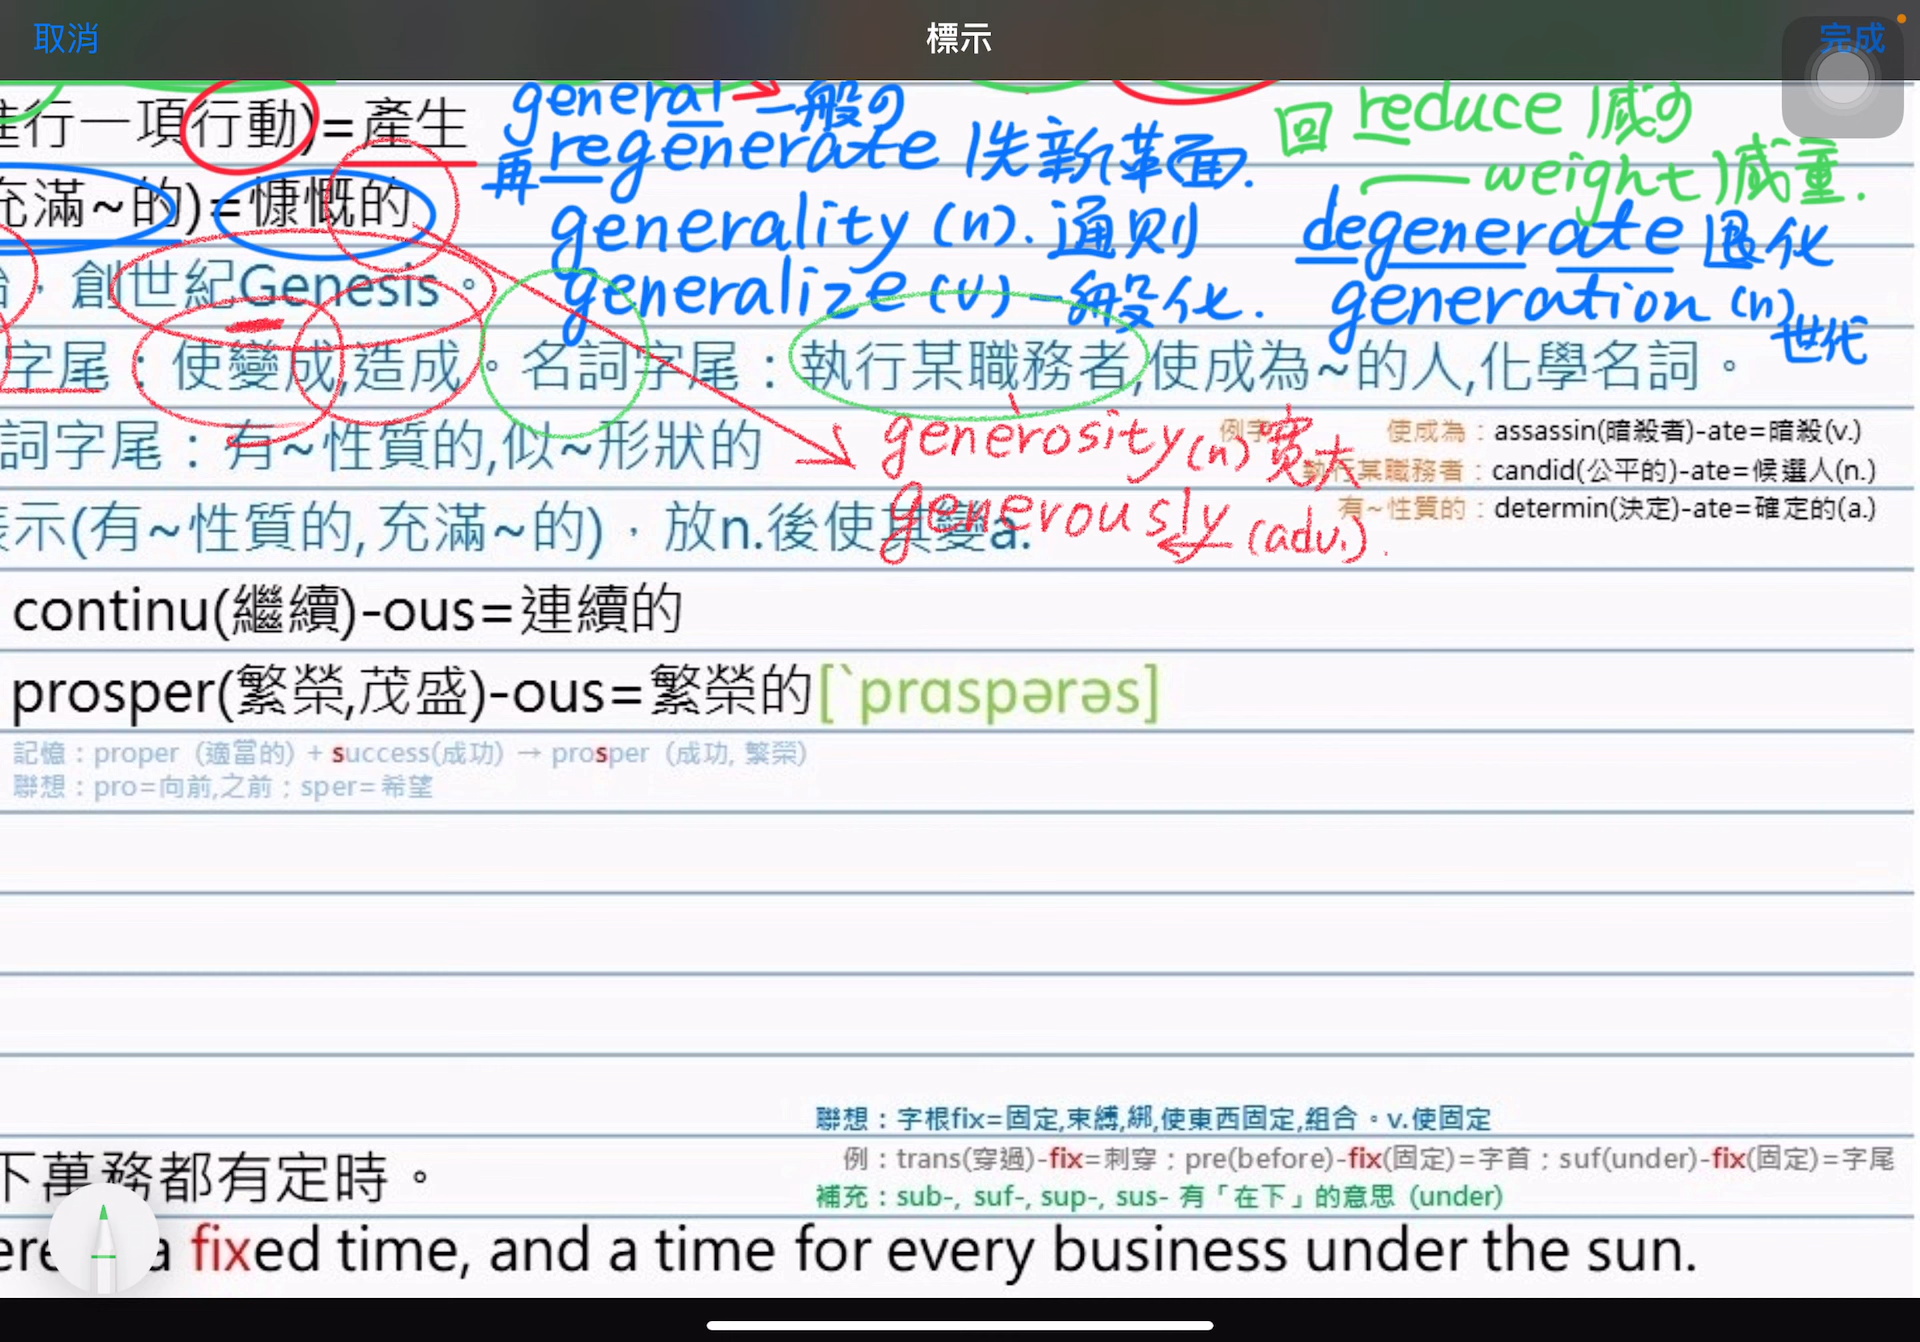 取消
標示
完成
進行一項行動)=產生
general 一般的
再 regenerate 洗新革面.
回 reduce 減少
weight 減重.
充滿~的)=慷慨的
generality (n). 通則
degenerate 退化
，創世紀Genesis。
generalize (v) 一般化.
generation (n) 世代
字尾：使變成,造成。名詞字尾：執行某職務者,使成為~的人,化學名詞。
詞字尾：有~性質的,似~形狀的
generosity (n) 寬大
例字
使成為：assassin(暗殺者)-ate=暗殺(v.)
執行某職務者：candid(公平的)-ate=候選人(n.)
有~性質的：determin(決定)-ate=確定的(a.)
表示(有~性質的,充滿~的)，放n.後使其變a.
generously (adv.).
continu(繼續)-ous=連續的
prosper(繁榮,茂盛)-ous=繁榮的[ˋprɑspərəs]
記憶：proper (適當的) + success(成功) → prosper (成功, 繁榮)
聯想：pro=向前,之前；sper=希望
聯想：字根fix=固定,束縛,綁,使東西固定,組合。v.使固定
例：trans(穿過)-fix=刺穿；pre(before)-fix(固定)=字首；suf(under)-fix(固定)=字尾
補充：sub-, suf-, sup-, sus- 有「在下」的意思 (under)
下萬務都有定時。
a fixed time, and a time for every business under the sun.